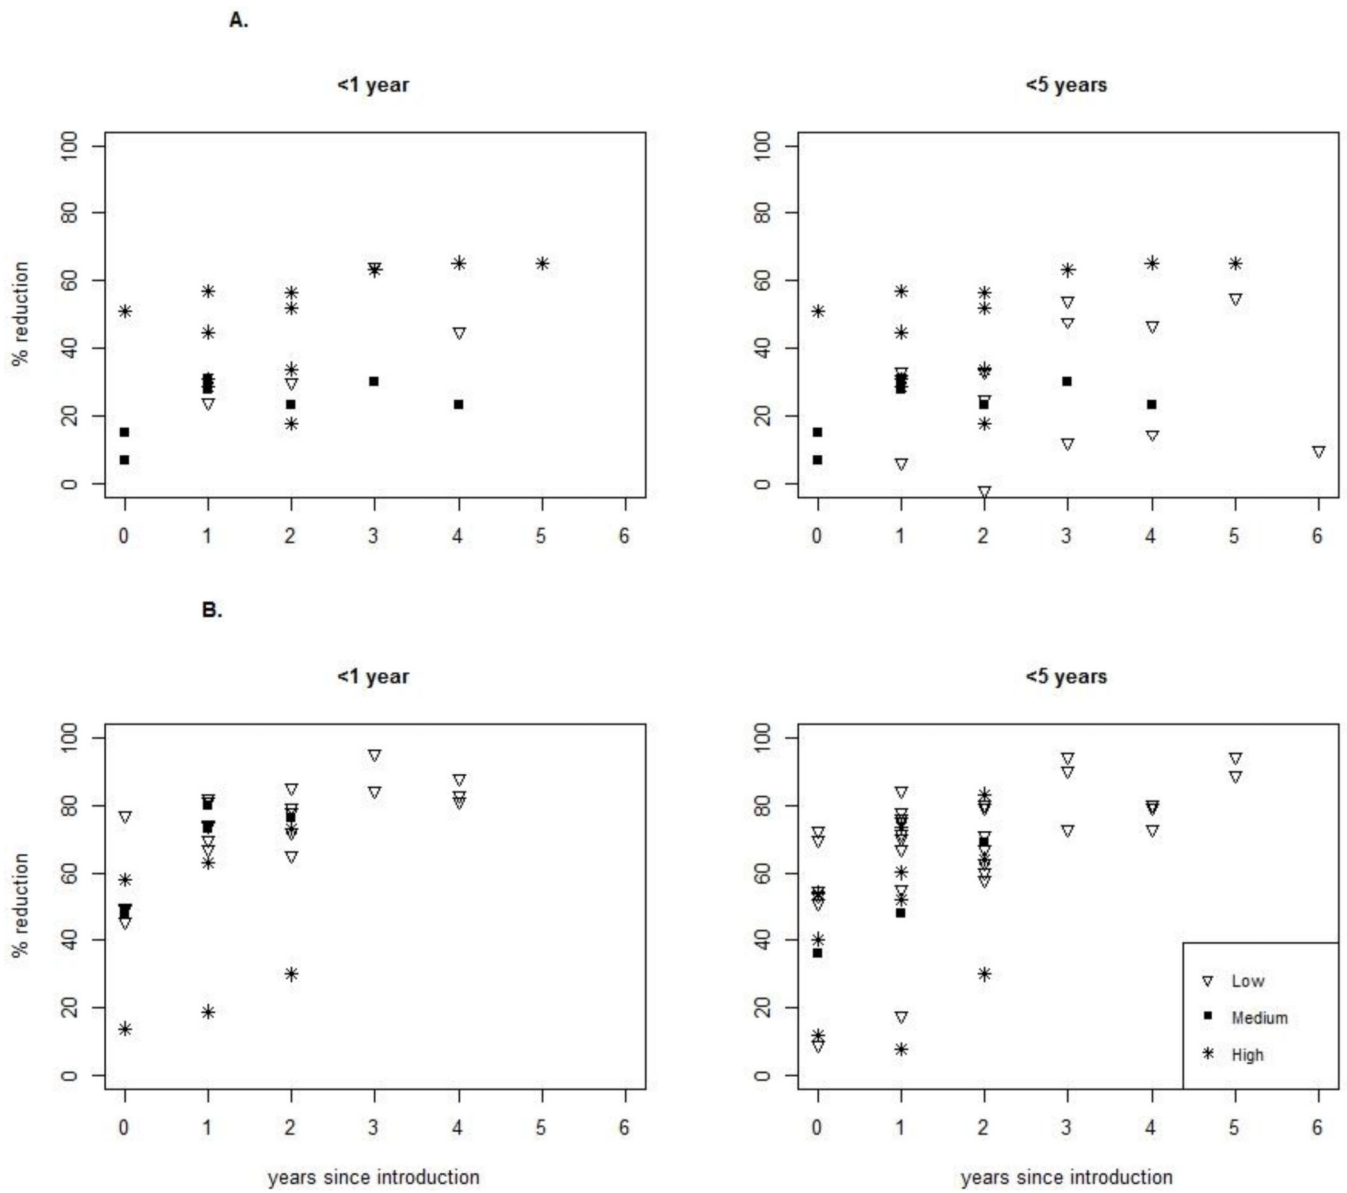 A.
<1 year
<5 years
% reduction
0 20 40 60 80 100
0 20 40 60 80 100
0 1 2 3 4 5 6
0 1 2 3 4 5 6
B.
<1 year
<5 years
% reduction
0 20 40 60 80 100
0 20 40 60 80 100
Low
Medium
High
0 1 2 3 4 5 6
0 1 2 3 4 5 6
years since introduction
years since introduction